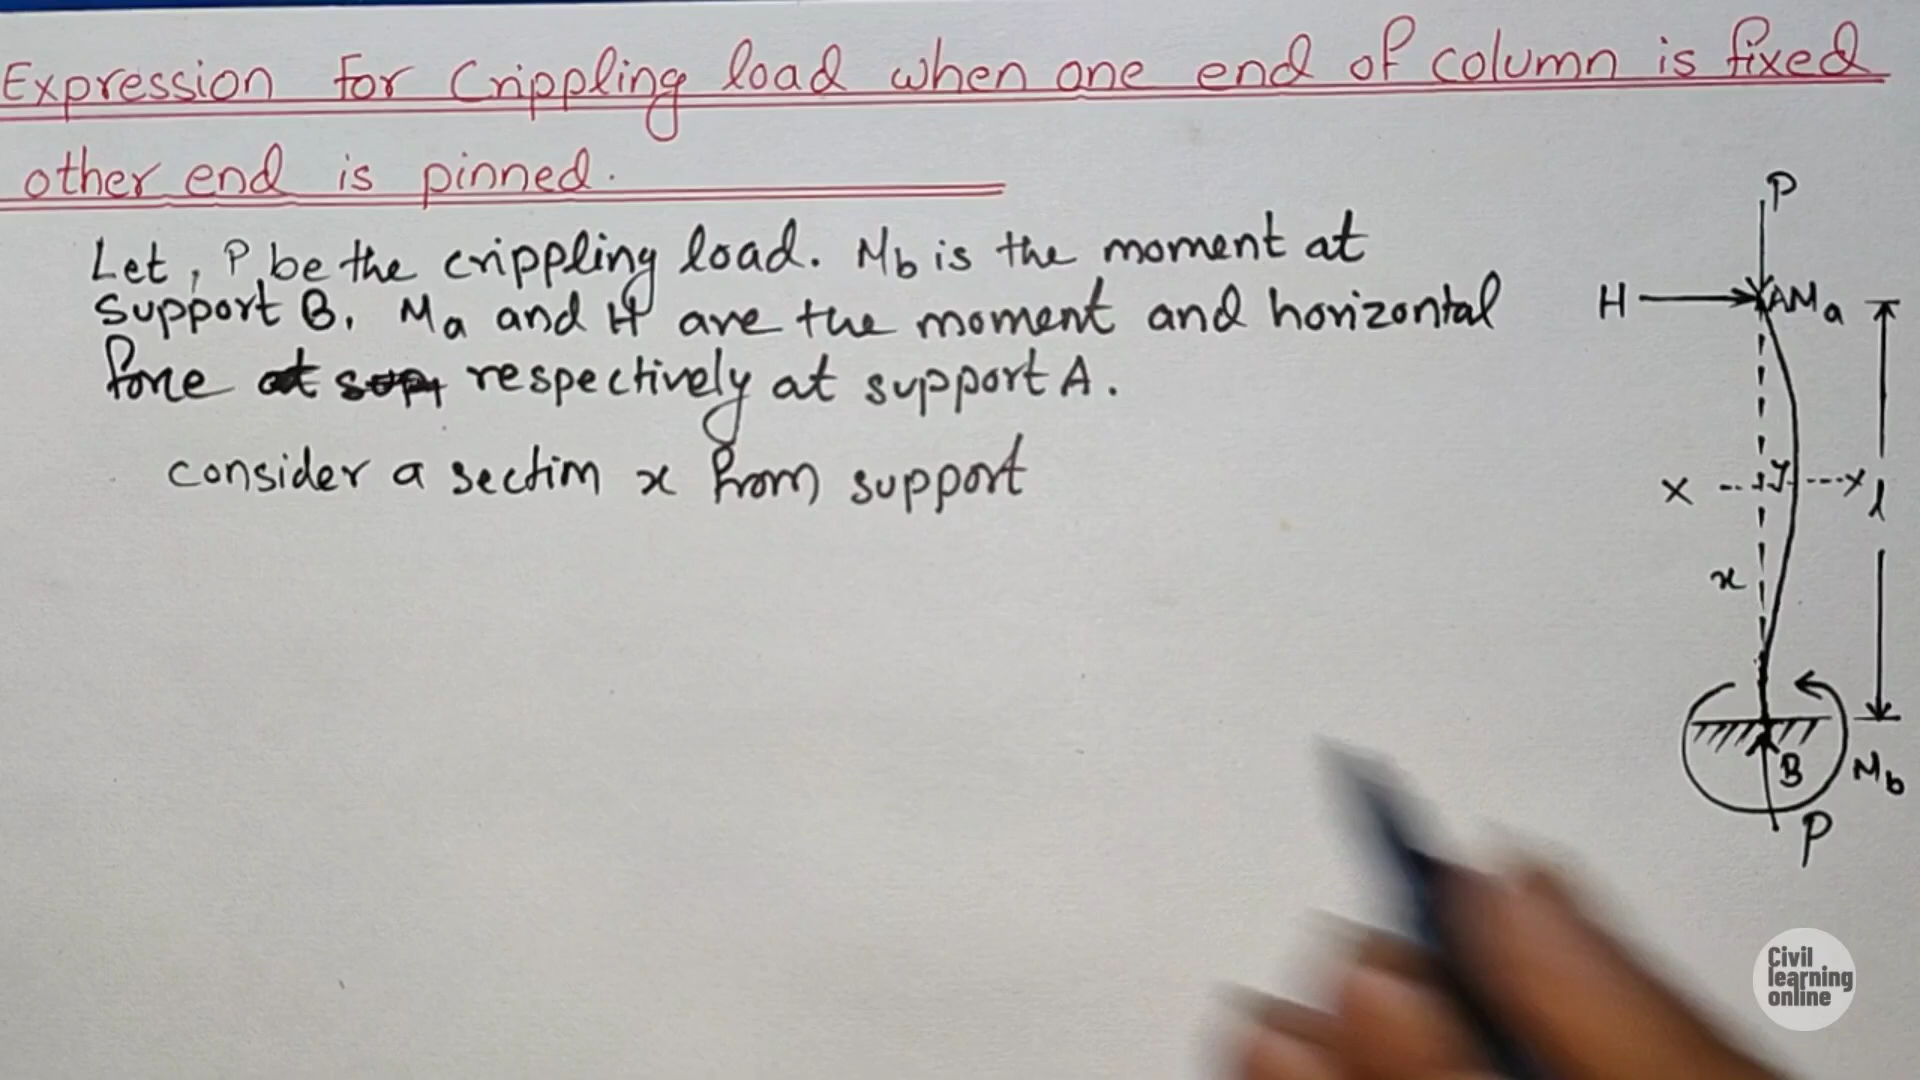 Expression for Crippling load when one end of column is fixed
other end is pinned.
Let, P be the crippling load. Mb is the moment at
support B. Ma and H are the moment and horizontal
force respectively at support A.
consider a section x from support
P
H
A Ma
X
y
X
l
x
B
Mb
P
Civil
learning
online